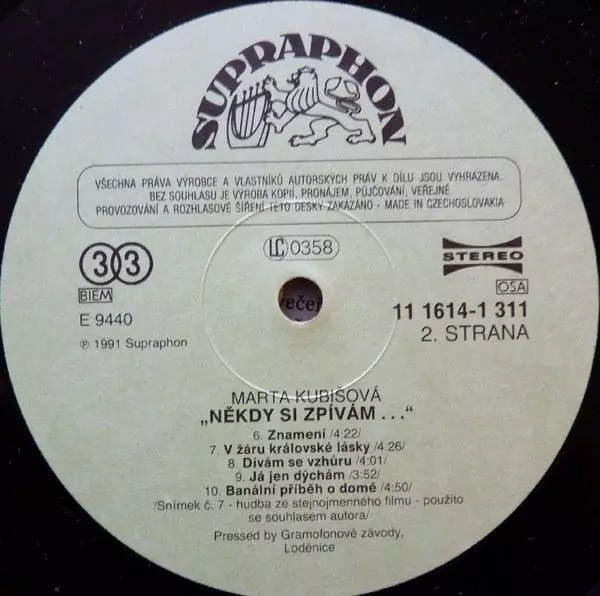 SUPRAPHON
VŠECHNA PRÁVA VÝROBCE A VLASTNÍKŮ AUTORSKÝCH PRÁV K DÍLU JSOU VYHRAZENA.
BEZ SOUHLASU JE VÝROBA KOPIÍ, PRONÁJEM, PŮJČOVÁNÍ, VEŘEJNÉ
PROVOZOVÁNÍ A ROZHLASOVÉ ŠÍŘENÍ TÉTO DESKY ZAKÁZÁNO - MADE IN CZECHOSLOVAKIA
LC 0358
33
STEREO
BIEM
OSA
E 9440
11 1614-1 311
℗ 1991 Supraphon
2. STRANA
MARTA KUBIŠOVÁ
„NĚKDY SI ZPÍVÁM . . .“
6. Znamení /4:22/
7. V žáru královské lásky /4:26/
8. Dívám se vzhůru /4:01/
9. Já jen dýchám /3:52/
10. Banální příběh o domě /4:50/
/Snímek č. 7 - hudba ze stejnojmenného filmu - použito
se souhlasem autora/
Pressed by Gramofonové závody,
Loděnice